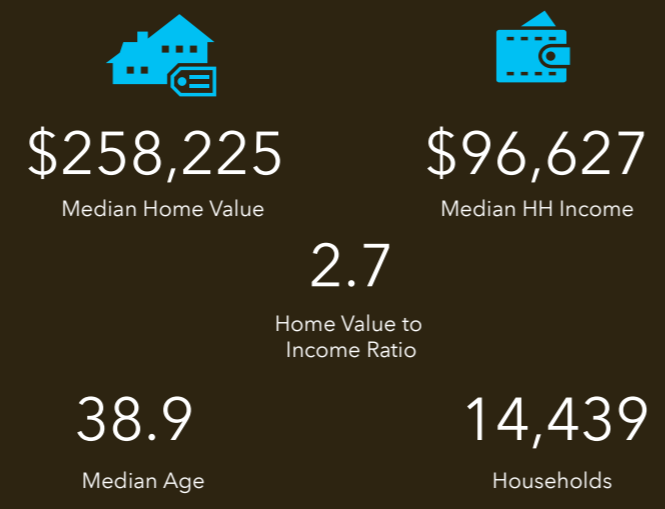 $258,225
Median Home Value
$96,627
Median HH Income
2.7
Home Value to
Income Ratio
38.9
Median Age
14,439
Households